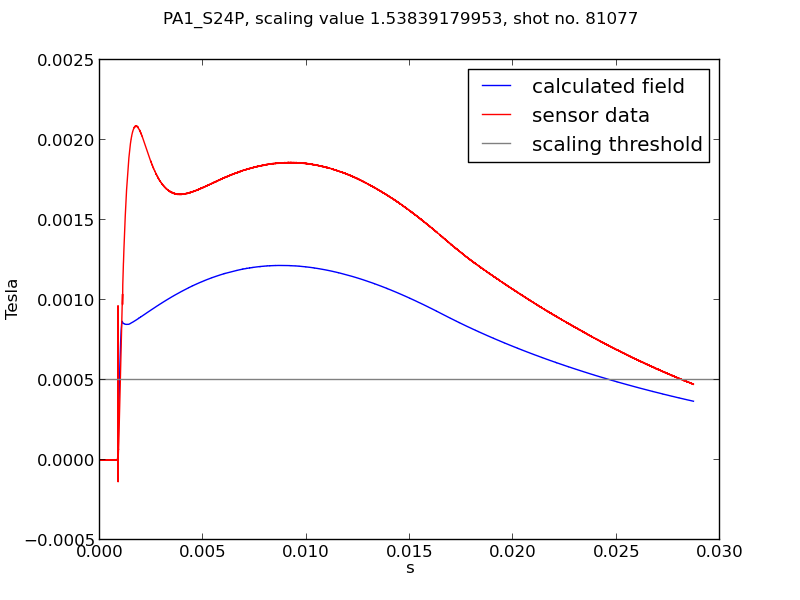 PA1_S24P, scaling value 1.53839179953, shot no. 81077
calculated field
sensor data
scaling threshold
0.0025
0.0020
0.0015
0.0010
0.0005
0.0000
−0.0005
Tesla
0.000
0.005
0.010
0.015
0.020
0.025
0.030
s